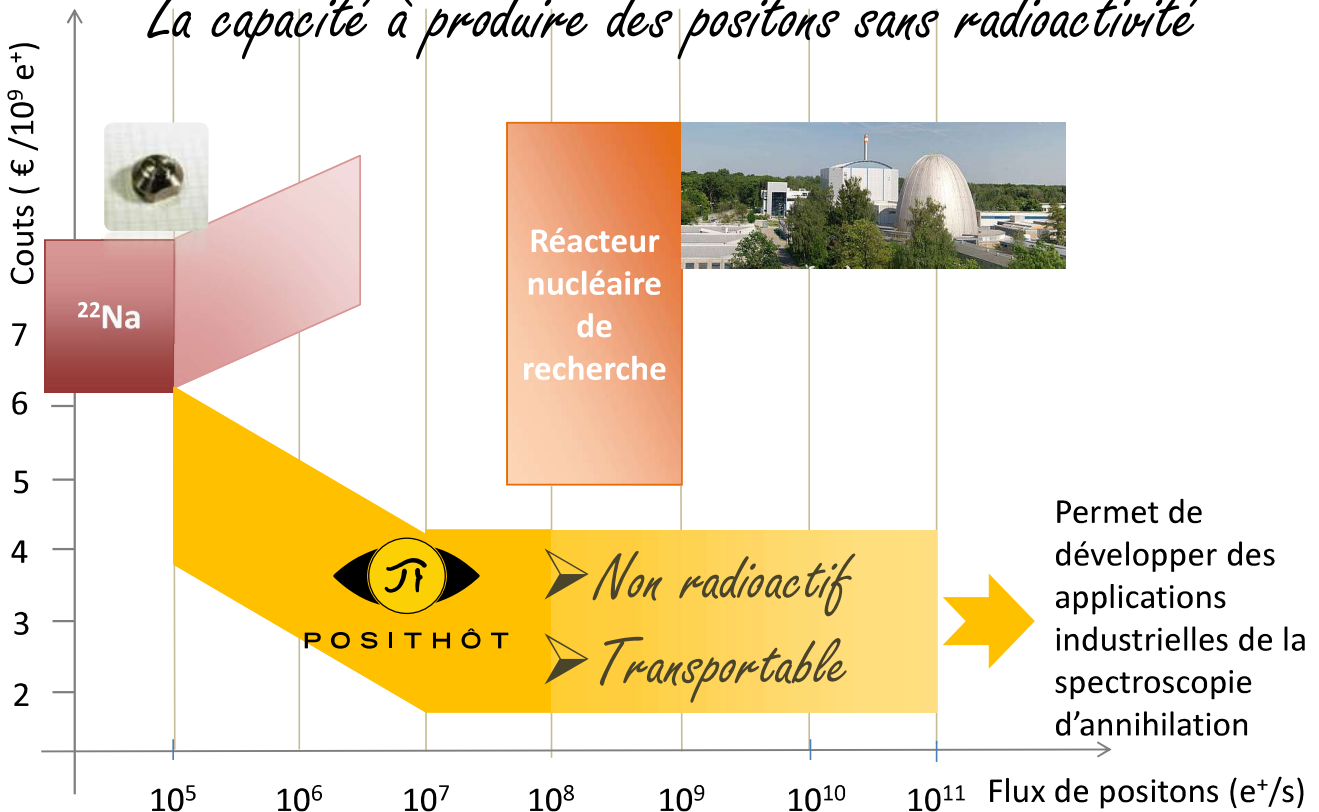 La capacité à produire des positons sans radioactivité
Couts ( € /10⁹ e⁺)
7
6
5
4
3
2
²²Na
Réacteur
nucléaire
de
recherche
POSITHÔT
Non radioactif
Transportable
Permet de
développer des
applications
industrielles de la
spectroscopie
d’annihilation
10⁵ 10⁶ 10⁷ 10⁸ 10⁹ 10¹⁰ 10¹¹ Flux de positon (e⁺/s)